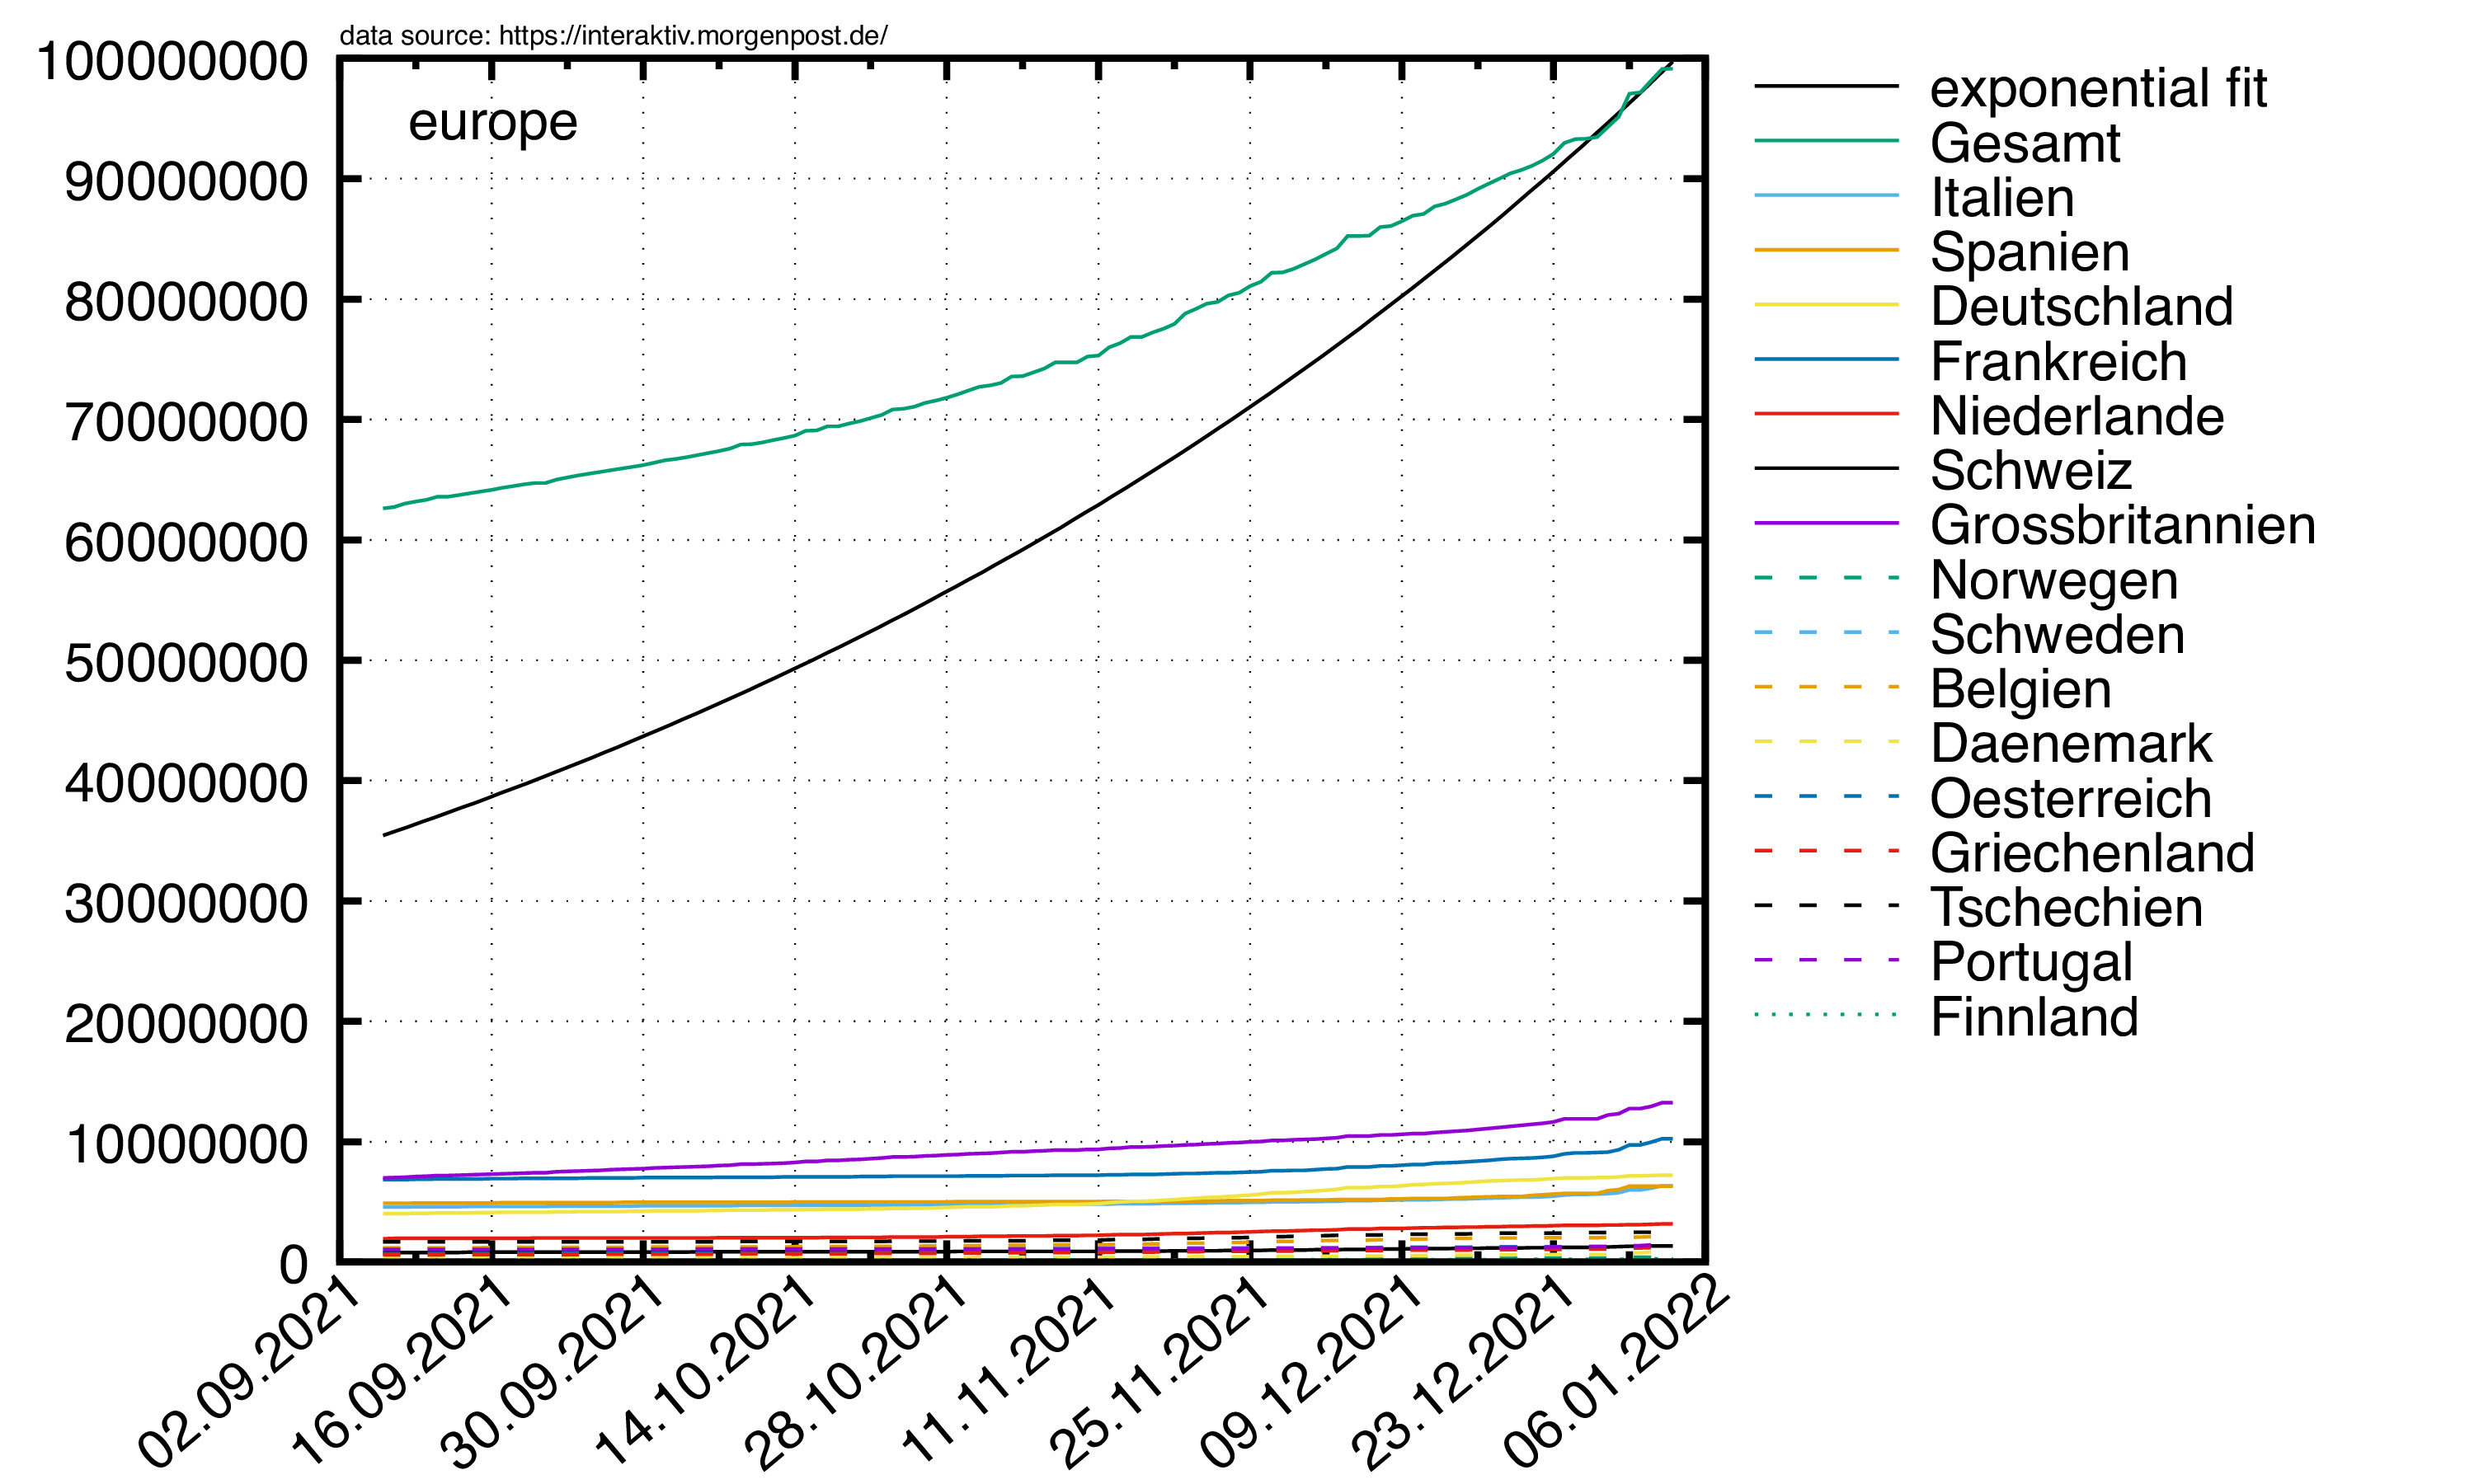 data source: https://interaktiv.morgenpost.de/
europe
100000000
90000000
80000000
70000000
60000000
50000000
40000000
30000000
20000000
10000000
0
02.09.2021
16.09.2021
30.09.2021
14.10.2021
28.10.2021
11.11.2021
25.11.2021
09.12.2021
23.12.2021
06.01.2022
exponential fit
Gesamt
Italien
Spanien
Deutschland
Frankreich
Niederlande
Schweiz
Grossbritannien
Norwegen
Schweden
Belgien
Daenemark
Oesterreich
Griechenland
Tschechien
Portugal
Finnland